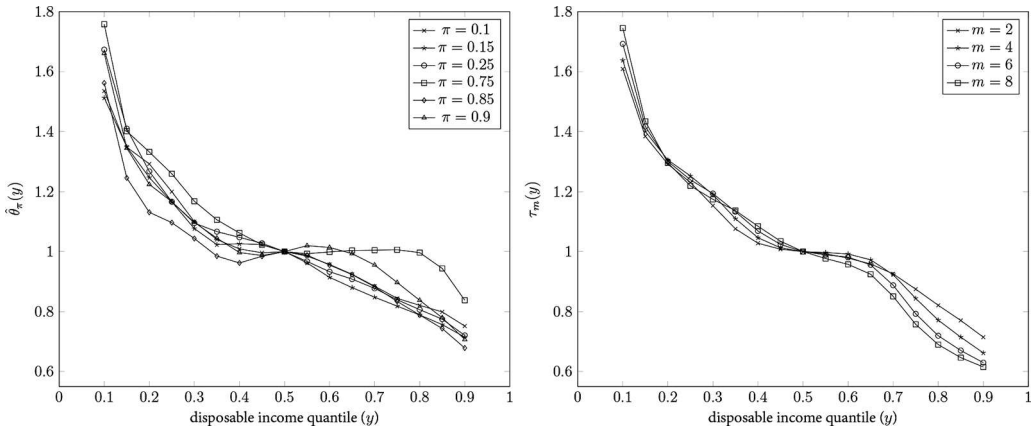 1.8
1.6
1.4
1.2
1
0.8
0.6
0 0.1 0.2 0.3 0.4 0.5 0.6 0.7 0.8 0.9 1
disposable income quantile (y)
θ̂π(y)
π = 0.1
π = 0.15
π = 0.25
π = 0.75
π = 0.85
π = 0.9
1.8
1.6
1.4
1.2
1
0.8
0.6
0 0.1 0.2 0.3 0.4 0.5 0.6 0.7 0.8 0.9 1
disposable income quantile (y)
τm(y)
m = 2
m = 4
m = 6
m = 8